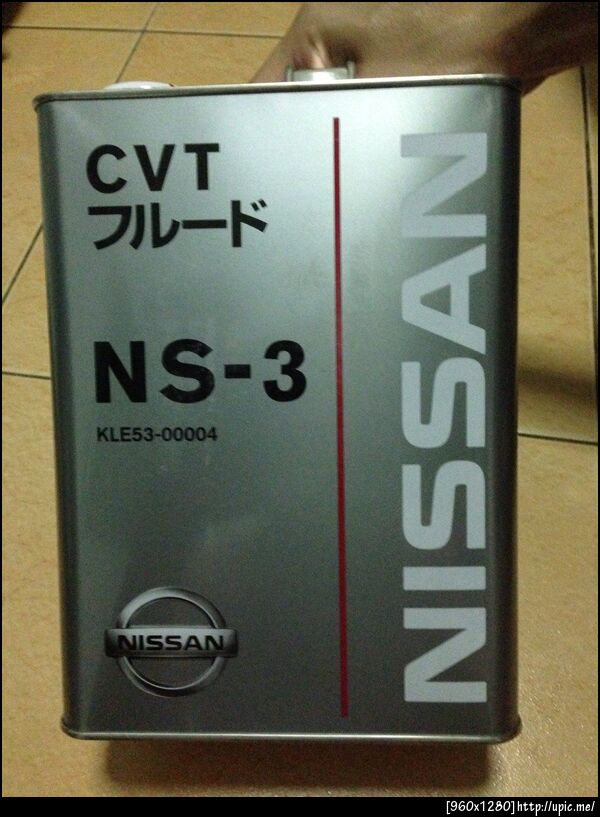 CVT
フルード
NS-3
KLE53-00004
NISSAN
NISSAN
[960x1280]http://upic.me/